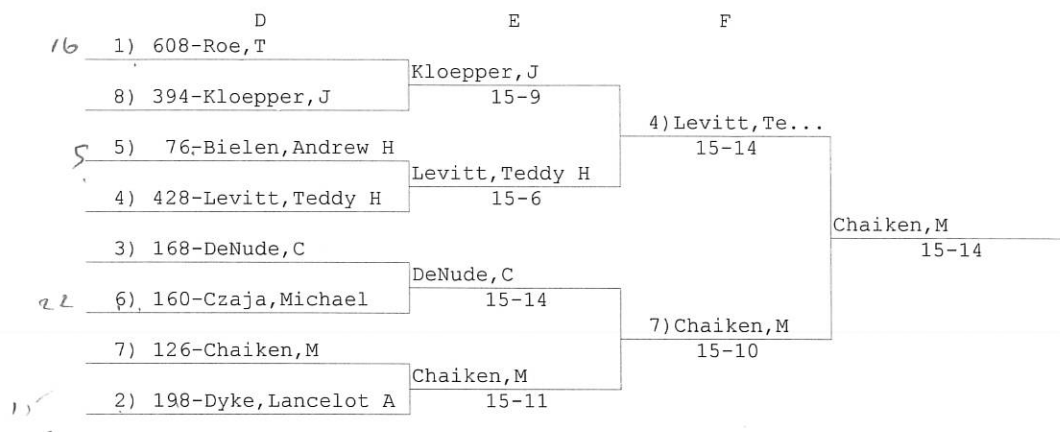 D E F
16 1) 608-Roe,T
Kloepper,J
8) 394-Kloepper,J 15-9
4)Levitt,Te...
5 5) 76-Bielen,Andrew H 15-14
Levitt,Teddy H
4) 428-Levitt,Teddy H 15-6
Chaiken,M
3) 168-DeNude,C 15-14
DeNude,C
22 6) 160-Czaja,Michael 15-14
7)Chaiken,M
7) 126-Chaiken,M 15-10
Chaiken,M
2) 198-Dyke,Lancelot A 15-11